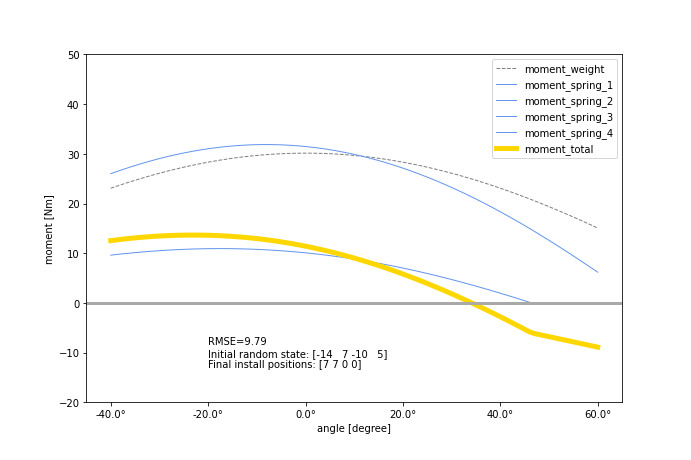 50
40
30
20
10
0
−10
−20
moment [Nm]
moment_weight
moment_spring_1
moment_spring_2
moment_spring_3
moment_spring_4
moment_total
RMSE=9.79
Initial random state: [-14   7 -10   5]
Final install positions: [7 7 0 0]
-40.0° -20.0° 0.0° 20.0° 40.0° 60.0°
angle [degree]